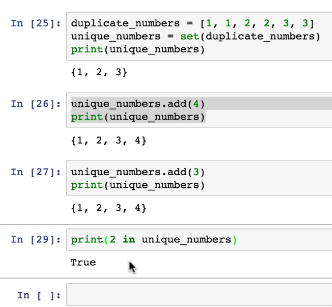 In [25]: duplicate_numbers = [1, 1, 2, 2, 3, 3]
unique_numbers = set(duplicate_numbers)
print(unique_numbers)
{1, 2, 3}
In [26]: unique_numbers.add(4)
print(unique_numbers)
{1, 2, 3, 4}
In [27]: unique_numbers.add(3)
print(unique_numbers)
{1, 2, 3, 4}
In [29]: print(2 in unique_numbers)
True
In [ ]: